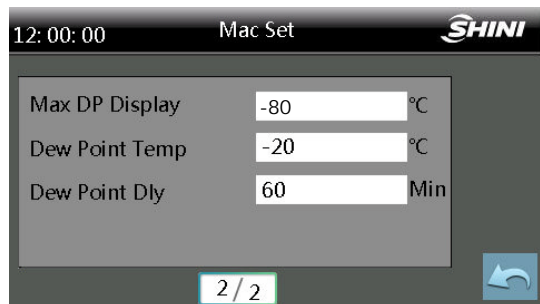 12: 00: 00 Mac Set SHINI
Max DP Display -80 °C
Dew Point Temp -20 °C
Dew Point Dly 60 Min
2/2